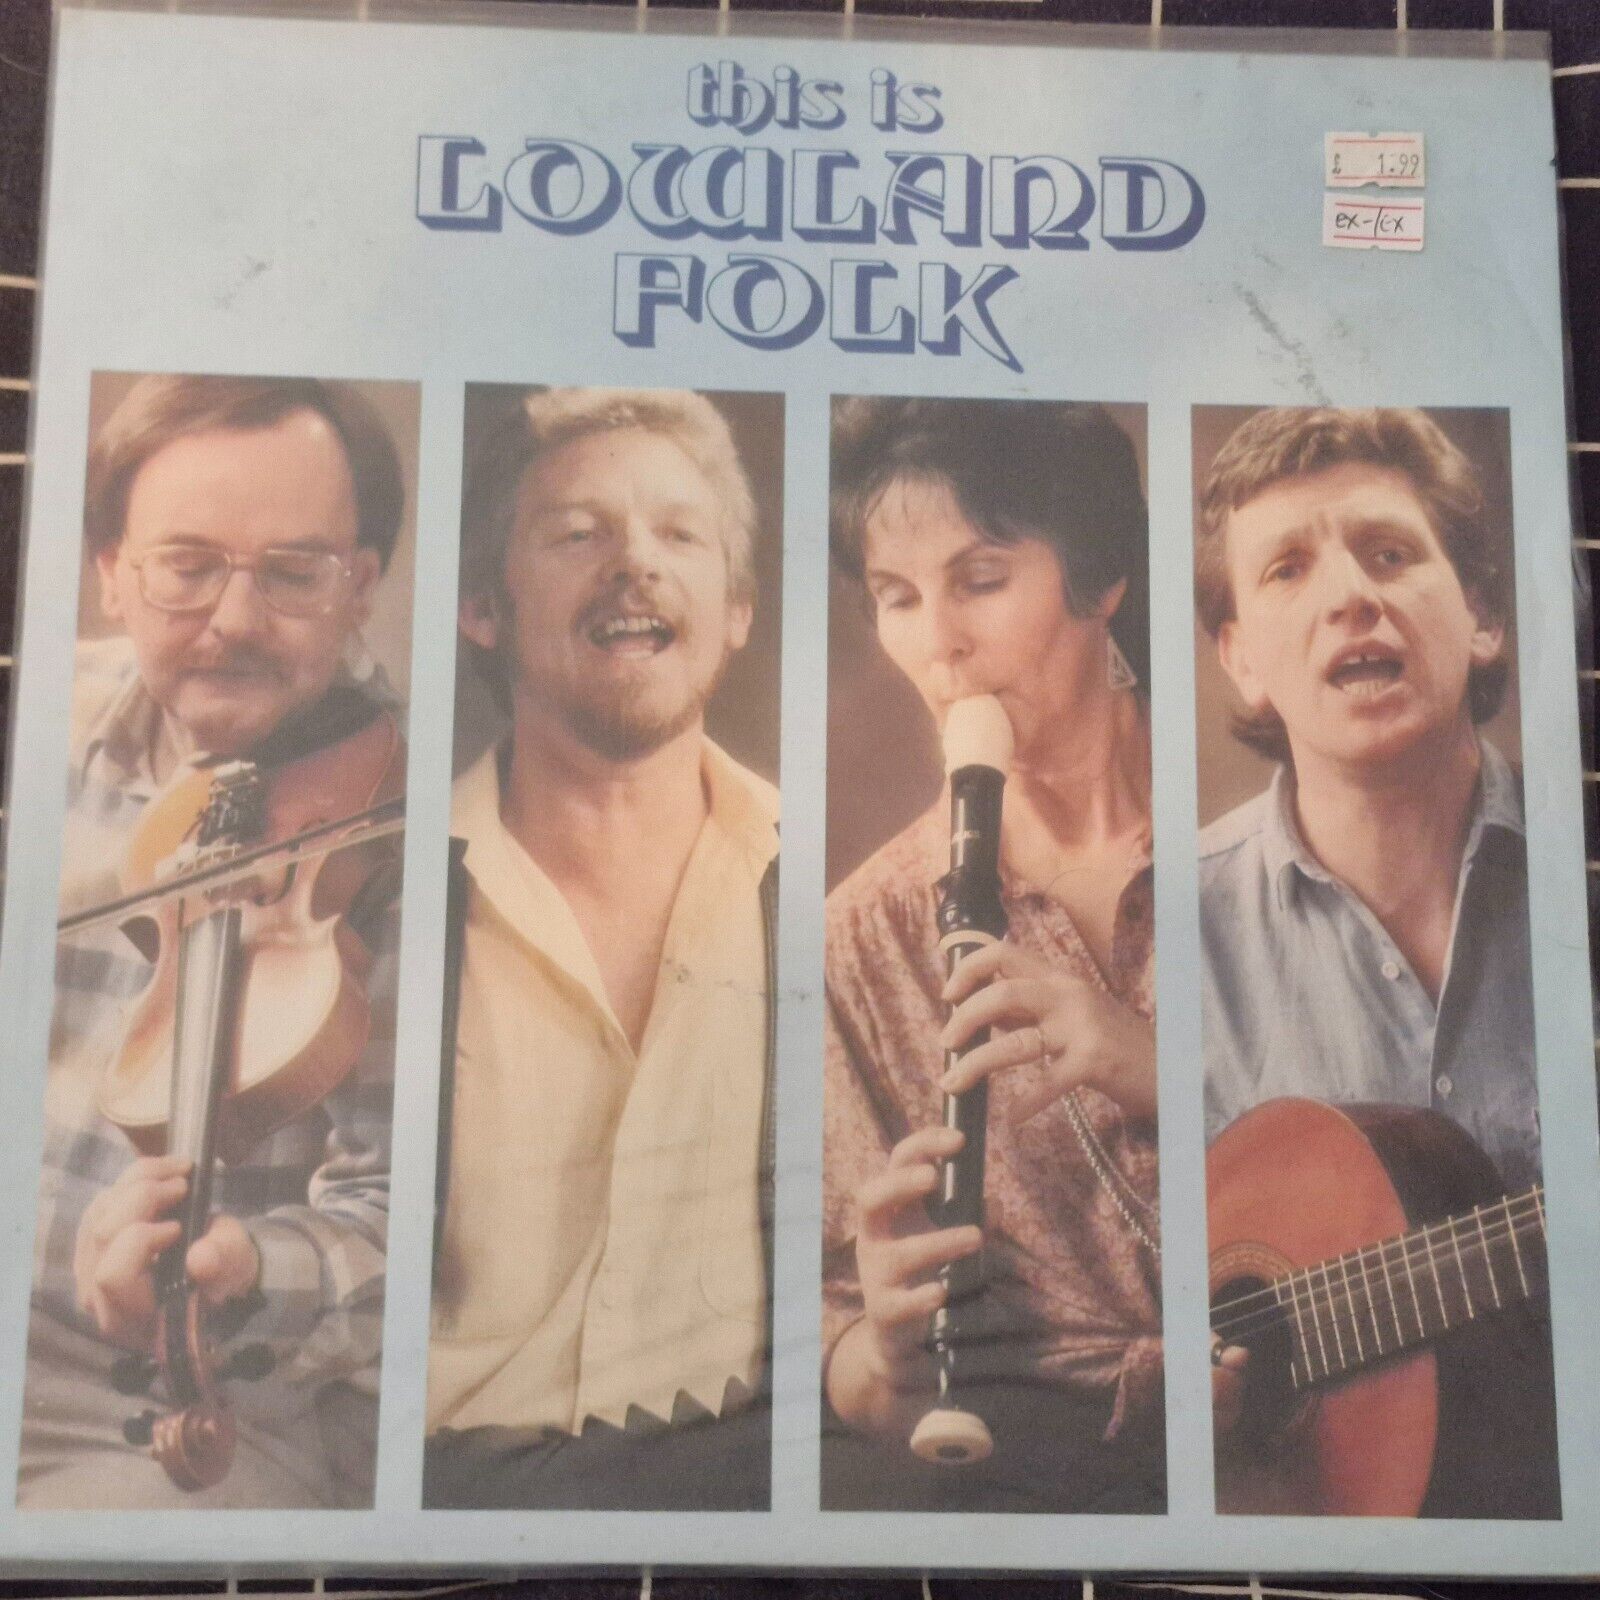 this is
LOWLAND
FOLK
£ 1.99
ex-/ex